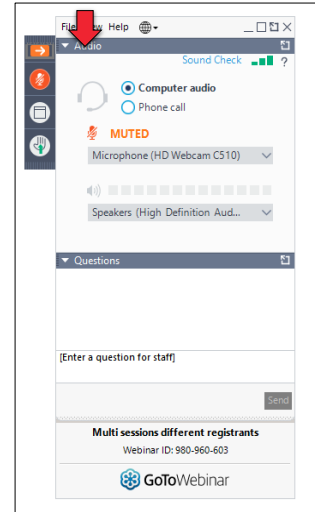 File View Help
Audio
Sound Check ?
Computer audio
Phone call
MUTED
Microphone (HD Webcam C510)
Speakers (High Definition Aud...
Questions
[Enter a question for staff]
Send
Multi sessions different registrants
Webinar ID: 980-960-603
GoToWebinar